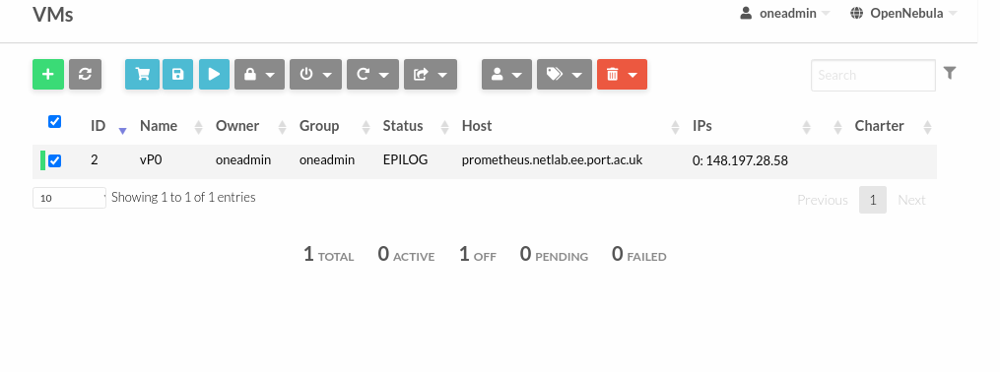 VMs
oneadmin OpenNebula
Search
ID Name Owner Group Status Host IPs Charter
2 vP0 oneadmin oneadmin EPILOG prometheus.netlab.ee.port.ac.uk 0: 148.197.28.58
10 Showing 1 to 1 of 1 entries Previous 1 Next
1 TOTAL 0 ACTIVE 1 OFF 0 PENDING 0 FAILED